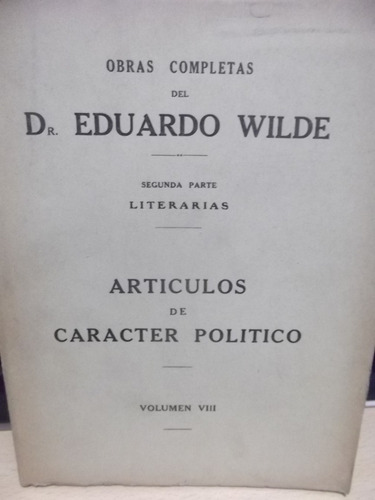 OBRAS COMPLETAS
DEL
DR. EDUARDO WILDE
SEGUNDA PARTE
LITERARIAS
ARTICULOS
DE
CARACTER POLITICO
VOLUMEN VIII